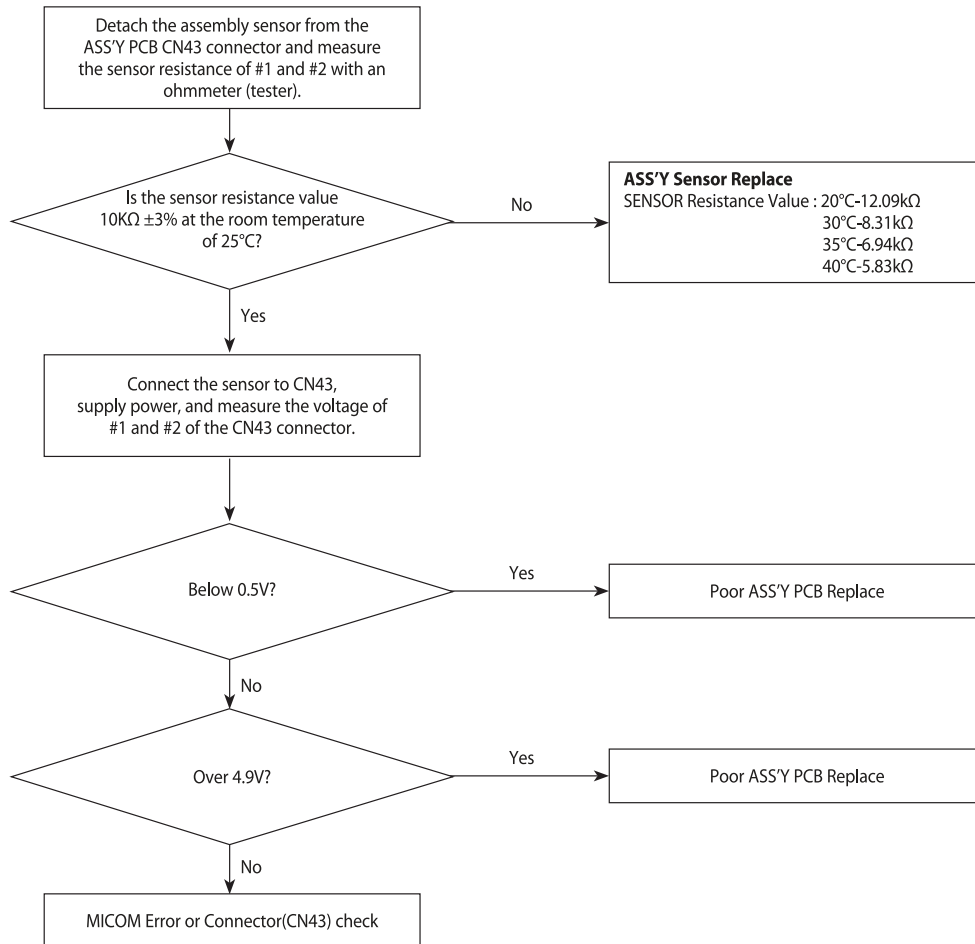 Detach the assembly sensor from the
ASS'Y PCB CN43 connector and measure
the sensor resistance of #1 and #2 with an
ohmmeter (tester).
Is the sensor resistance value
10KΩ ±3% at the room temperature
of 25°C?
No
ASS'Y Sensor Replace
SENSOR Resistance Value : 20°C-12.09kΩ
30°C-8.31kΩ
35°C-6.94kΩ
40°C-5.83kΩ
Yes
Connect the sensor to CN43,
supply power, and measure the voltage of
#1 and #2 of the CN43 connector.
Below 0.5V?
Yes
Poor ASS'Y PCB Replace
No
Over 4.9V?
Yes
Poor ASS'Y PCB Replace
No
MICOM Error or Connector(CN43) check